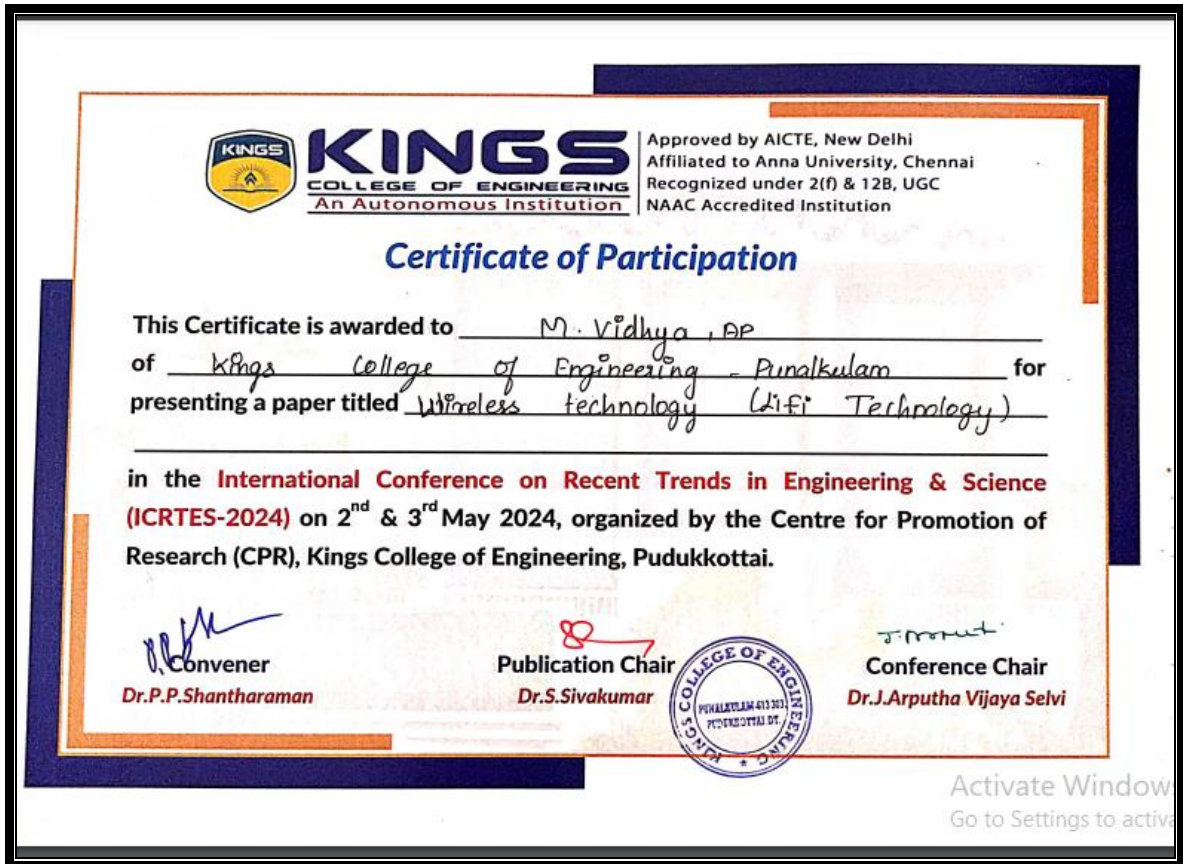 KINGS
KINGS
COLLEGE OF ENGINEERING
An Autonomous Institution
Approved by AICTE, New Delhi
Affiliated to Anna University, Chennai
Recognized under 2(f) & 12B, UGC
NAAC Accredited Institution
Certificate of Participation
This Certificate is awarded to M. Vidhya, AP
of Kings College of Engineering - Punalkulam for
presenting a paper titled Wireless technology (Lifi Technology)
in the International Conference on Recent Trends in Engineering & Science
(ICRTES-2024) on 2nd & 3rd May 2024, organized by the Centre for Promotion of
Research (CPR), Kings College of Engineering, Pudukkottai.
Convener
Dr.P.P.Shantharaman
Publication Chair
Dr.S.Sivakumar
KINGS COLLEGE OF ENGINEERING
PUNALKULAM-613 303
PUDUKKOTTAI DT.
Conference Chair
Dr.J.Arputha Vijaya Selvi
Activate Windows
Go to Settings to activa